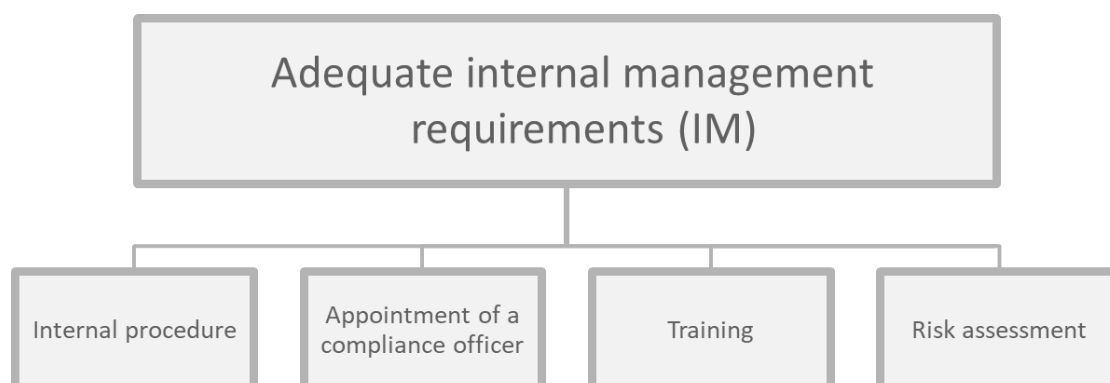 Adequate internal management
requirements (IM)
Internal procedure
Appointment of a
compliance officer
Training
Risk assessment